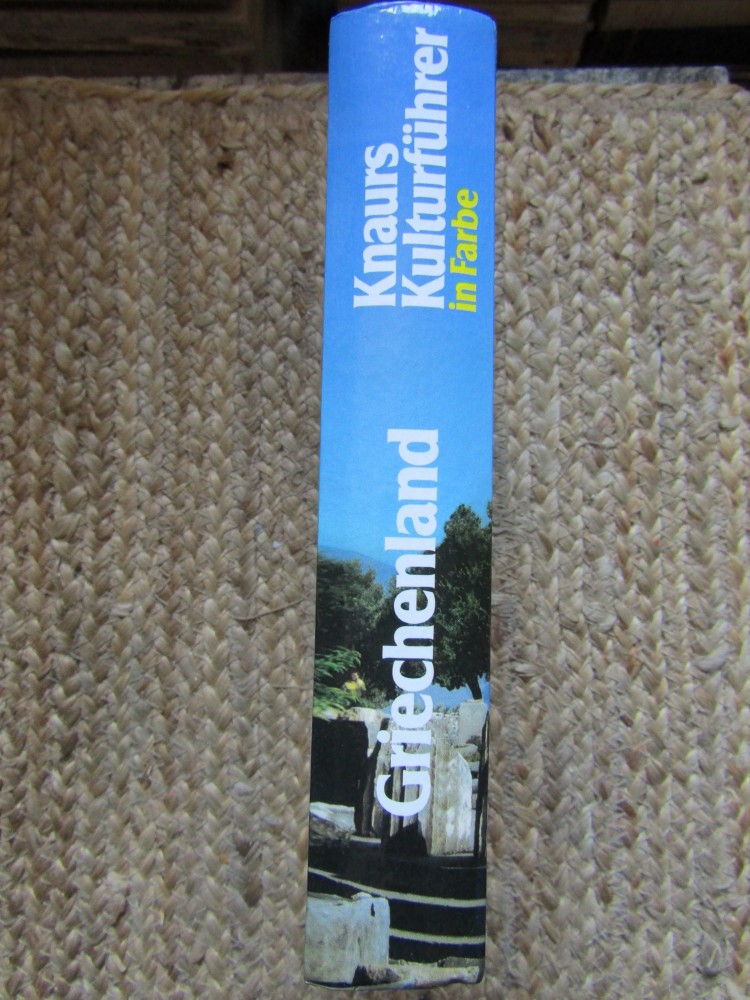 Knaurs
Kulturführer
in Farbe
Griechenland